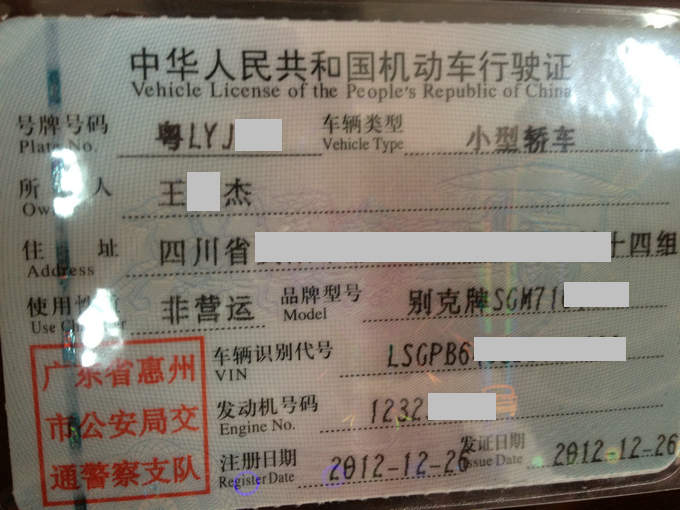 中华人民共和国机动车行驶证
Vehicle License of the People's Republic of China
号牌号码 粤LYJ 车辆类型 小型轿车
Plate No. Vehicle Type
所 人 王 杰
住 址 四川省 十四组
Address
使用性 非营运 品牌型号 别克牌SGM71
Use Model
车辆识别代号 LSGPB6
VIN
广东省惠州
市公安局交
通警察支队
发动机号码 1232
Engine No.
注册日期 2012-12-26 发证日期 2012-12-26
Register Date Issue Date